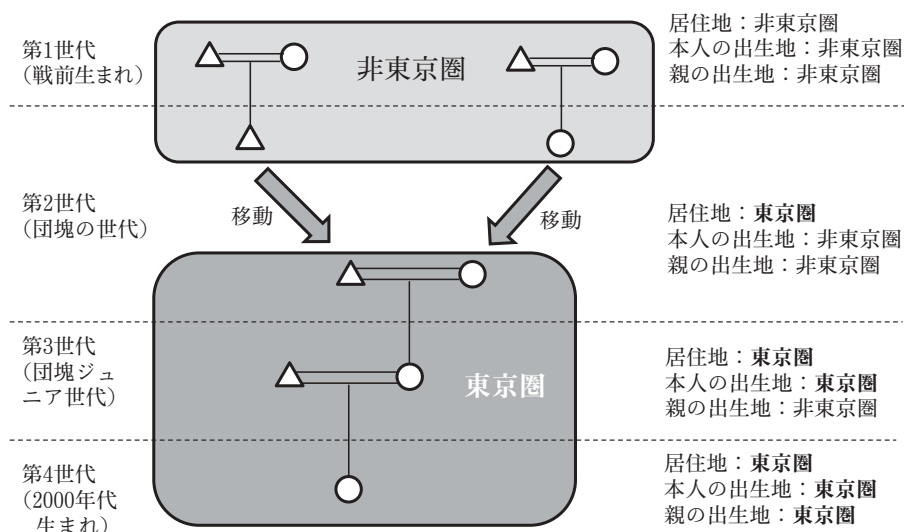 第1世代
（戦前生まれ）
非東京圏
居住地：非東京圏
本人の出生地：非東京圏
親の出生地：非東京圏
第2世代
（団塊の世代）
移動
移動
居住地：東京圏
本人の出生地：非東京圏
親の出生地：非東京圏
第3世代
（団塊ジュ
ニア世代）
東京圏
居住地：東京圏
本人の出生地：東京圏
親の出生地：非東京圏
第4世代
（2000年代
生まれ）
居住地：東京圏
本人の出生地：東京圏
親の出生地：東京圏